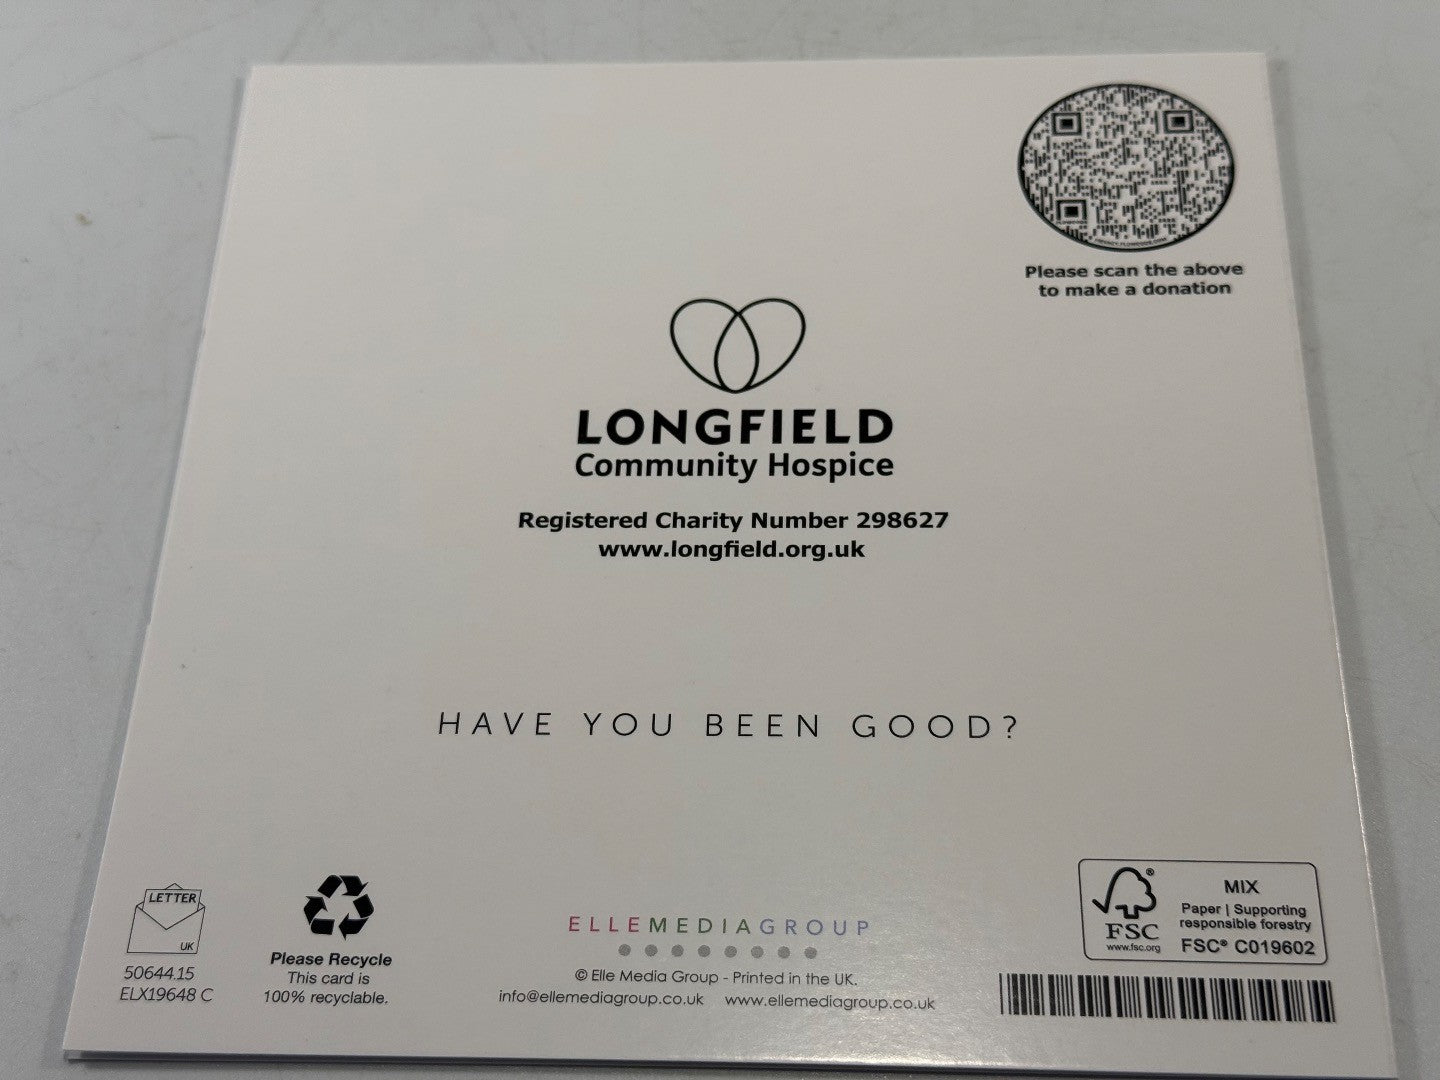 Please scan the above
to make a donation
LONGFIELD
Community Hospice
Registered Charity Number 298627
www.longfield.org.uk
HAVE YOU BEEN GOOD?
LETTER
UK
50644.15
ELX19648 C
Please Recycle
This card is
100% recyclable.
ELLEMEDIAGROUP
© Elle Media Group - Printed in the UK.
info@ellemediagroup.co.uk www.ellemediagroup.co.uk
FSC
www.fsc.org
MIX
Paper | Supporting
responsible forestry
FSC® C019602